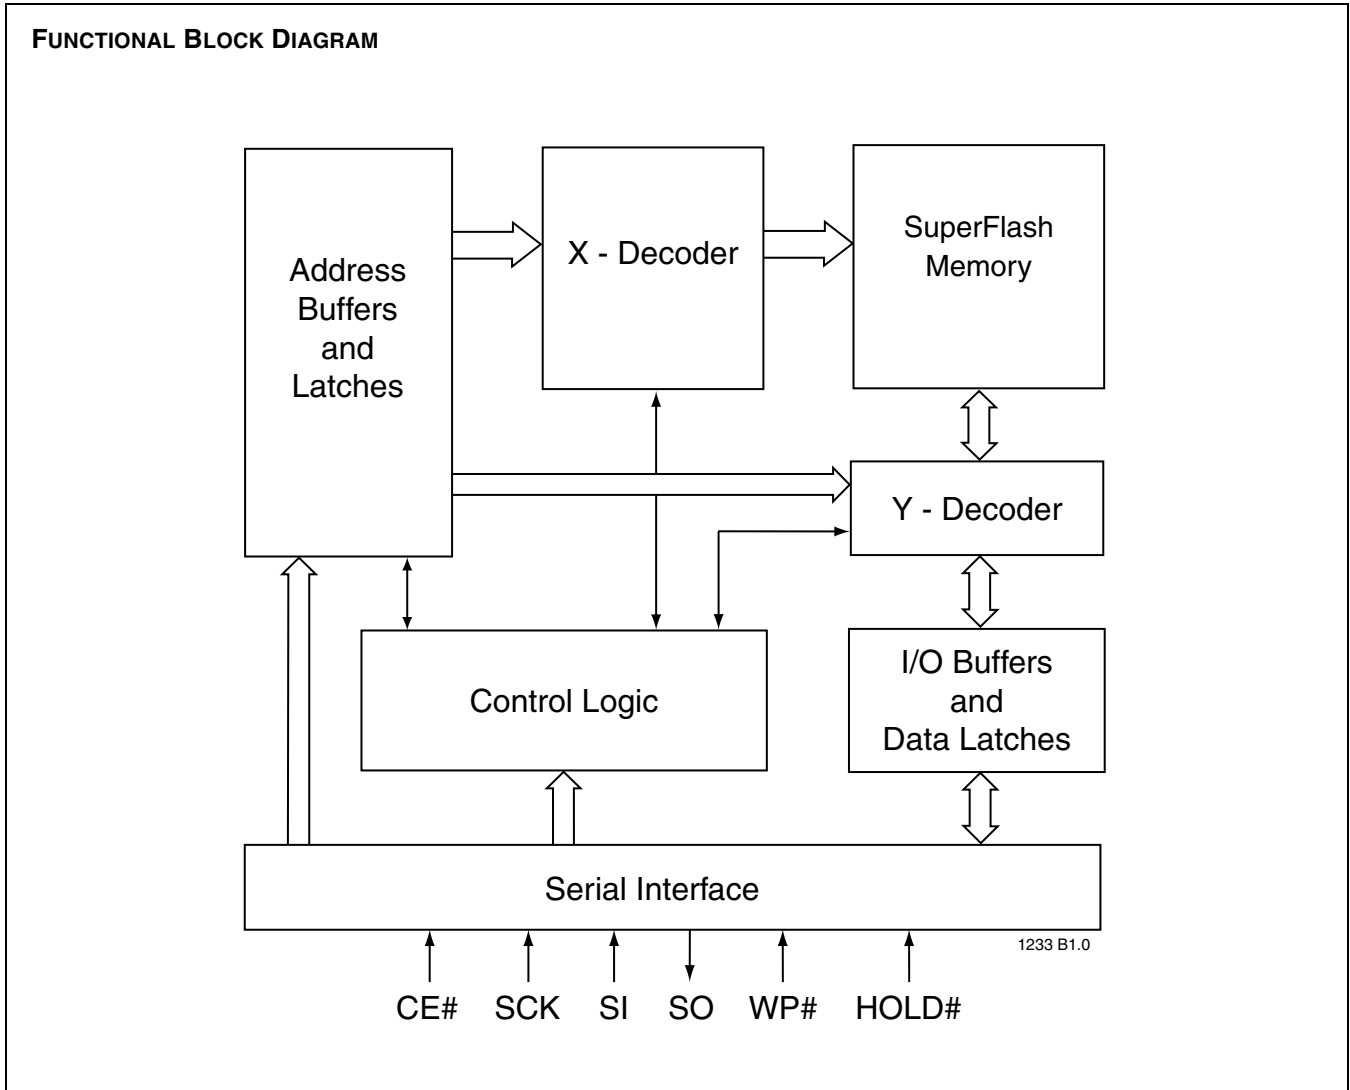 FUNCTIONAL BLOCK DIAGRAM
Address
Buffers
and
Latches
X - Decoder
SuperFlash
Memory
Y - Decoder
Control Logic
I/O Buffers
and
Data Latches
Serial Interface
1233 B1.0
CE# SCK SI SO WP# HOLD#